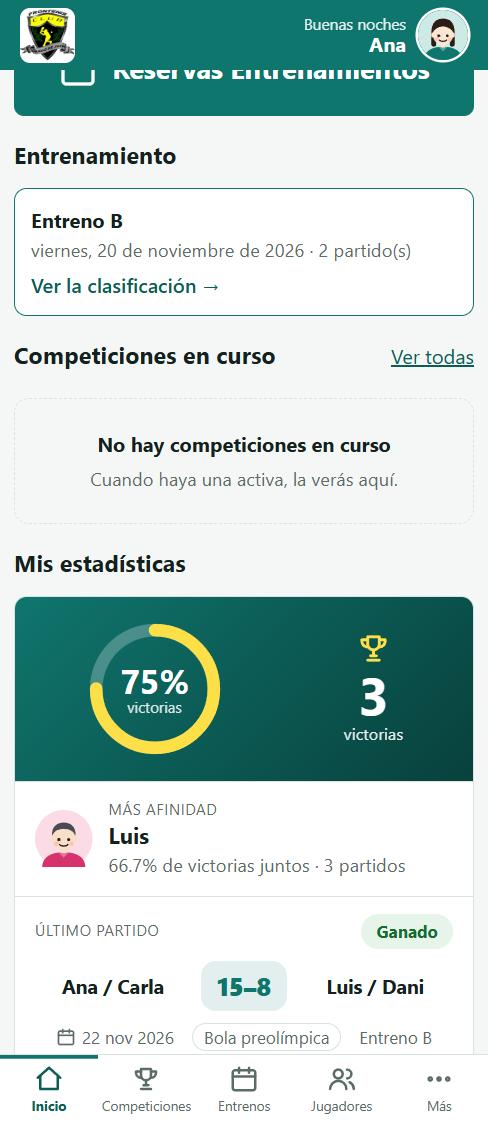 FRONTENIS
CLUB
Buenas noches
Ana
Reservas Entrenamientos
Entrenamiento
Entreno B
viernes, 20 de noviembre de 2026 · 2 partido(s)
Ver la clasificación →
Competiciones en curso
Ver todas
No hay competiciones en curso
Cuando haya una activa, la verás aquí.
Mis estadísticas
75%
victorias
3
victorias
MÁS AFINIDAD
Luis
66.7% de victorias juntos · 3 partidos
ÚLTIMO PARTIDO
Ganado
Ana / Carla
15–8
Luis / Dani
22 nov 2026
Bola preolímpica
Entreno B
Inicio
Competiciones
Entrenos
Jugadores
Más